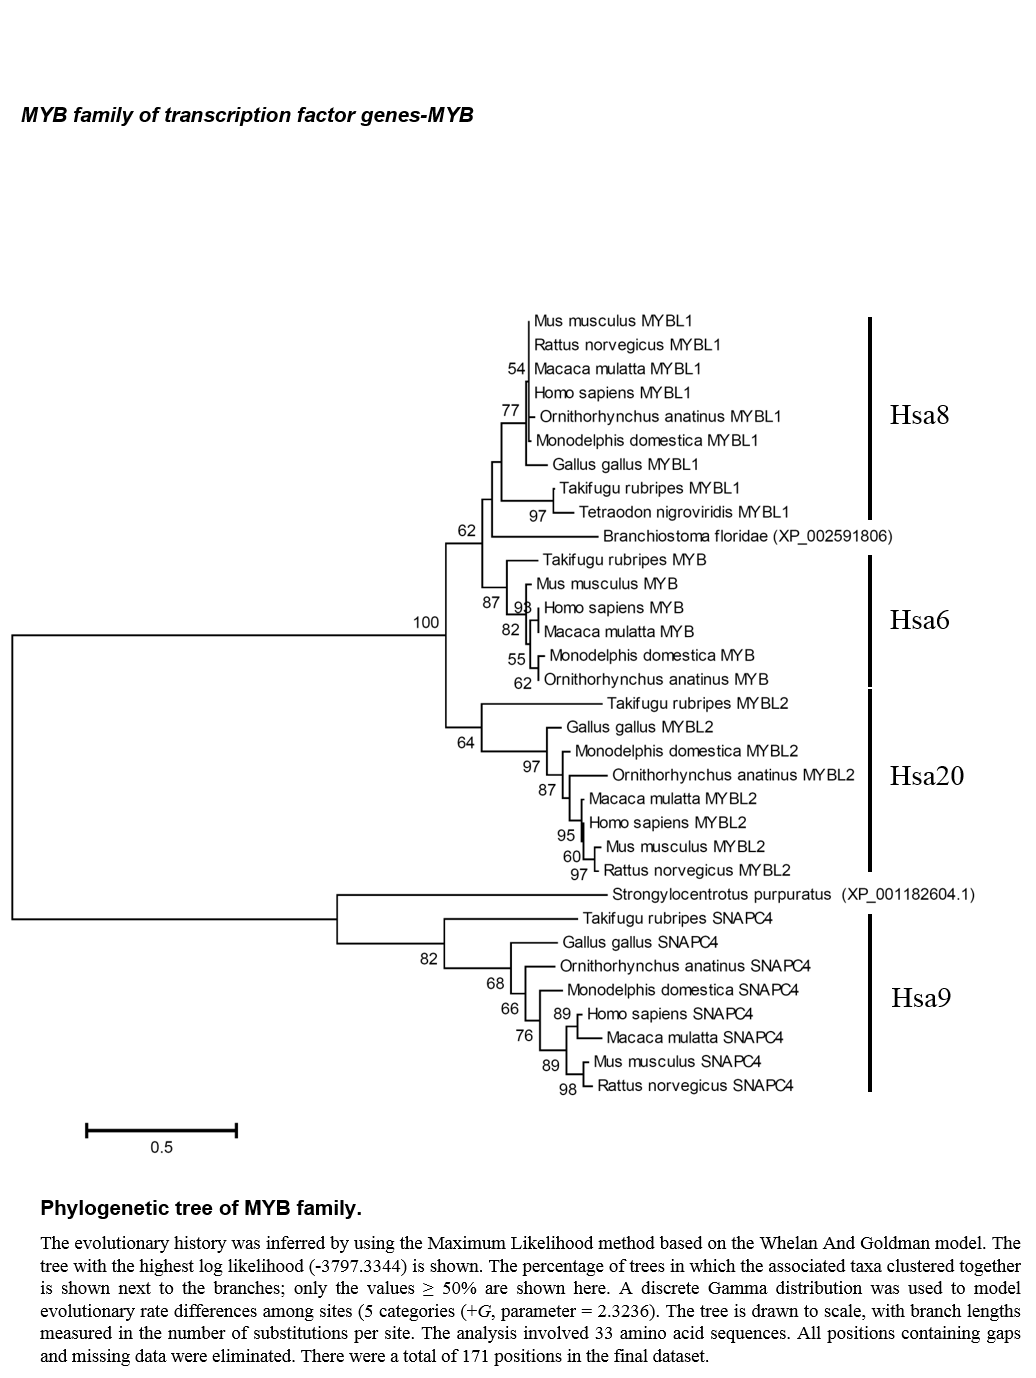 MYB family of transcription factor genes-MYB
Mus musculus MYBL1
Rattus norvegicus MYBL1
54 Macaca mulatta MYBL1
Homo sapiens MYBL1
77 Ornithorhynchus anatinus MYBL1
Hsa8
Monodelphis domestica MYBL1
Gallus gallus MYBL1
Takifugu rubripes MYBL1
97 Tetraodon nigroviridis MYBL1
62 Branchiostoma floridae (XP_002591806)
Takifugu rubripes MYB
Mus musculus MYB
87 93 Homo sapiens MYB
100 Hsa6
82 Macaca mulatta MYB
55 Monodelphis domestica MYB
62 Ornithorhynchus anatinus MYB
Takifugu rubripes MYBL2
Gallus gallus MYBL2
64 Monodelphis domestica MYBL2
97 Ornithorhynchus anatinus MYBL2
Hsa20
87 Macaca mulatta MYBL2
Homo sapiens MYBL2
95
60 Mus musculus MYBL2
97 Rattus norvegicus MYBL2
Strongylocentrotus purpuratus (XP_001182604.1)
Takifugu rubripes SNAPC4
Gallus gallus SNAPC4
82 Ornithorhynchus anatinus SNAPC4
68 Monodelphis domestica SNAPC4
Hsa9
66 89 Homo sapiens SNAPC4
76 Macaca mulatta SNAPC4
89 Mus musculus SNAPC4
98 Rattus norvegicus SNAPC4
0.5
Phylogenetic tree of MYB family.
The evolutionary history was inferred by using the Maximum Likelihood method based on the Whelan And Goldman model. The
tree with the highest log likelihood (-3797.3344) is shown. The percentage of trees in which the associated taxa clustered together
is shown next to the branches; only the values ≥ 50% are shown here. A discrete Gamma distribution was used to model
evolutionary rate differences among sites (5 categories (+G, parameter = 2.3236). The tree is drawn to scale, with branch lengths
measured in the number of substitutions per site. The analysis involved 33 amino acid sequences. All positions containing gaps
and missing data were eliminated. There were a total of 171 positions in the final dataset.